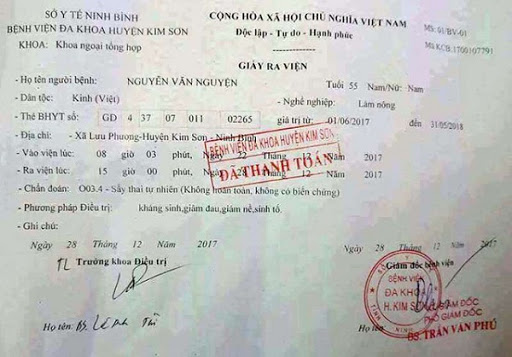 SỞ Y TẾ NINH BÌNH
BỆNH VIỆN ĐA KHOA HUYỆN KIM SƠN
KHOA: Khoa ngoại tổng hợp
CỘNG HÒA XÃ HỘI CHỦ NGHĨA VIỆT NAM
Độc lập - Tự do - Hạnh phúc
MS: 01/BV-01
Mã KCB:1700107791
GIẤY RA VIỆN
- Họ tên người bệnh: NGUYỄN VĂN NGUYỆN Tuổi 55 Nam/Nữ: Nam
- Dân tộc: Kinh (Việt) - Nghề nghiệp: Làm nông
- Thẻ BHYT số: GD 4 37 07 011 02265 giá trị từ: 01/06/2017 đến 31/05/2018
- Địa chỉ: - Xã Lưu Phương-Huyện Kim Sơn - Ninh Bình
- Vào viện lúc: 08 giờ 03 phút, Ngày 22 Tháng 12 Năm 2017
- Ra viện lúc: 15 giờ 00 phút, Ngày 28 Tháng 12 Năm 2017
BỆNH VIỆN ĐA KHOA HUYỆN KIM SƠN
ĐÃ THANH TOÁN
- Chẩn đoán: O03.4 - Sẩy thai tự nhiên (Không hoàn toàn, không có biến chứng)
- Phương pháp Điều trị: kháng sinh,giảm đau,giảm nề,sinh tố.
- Ghi chú:
Ngày 28 Tháng 12 Năm 2017
TL Trưởng khoa Điều trị
Họ tên: BS.
Ngày 28 Tháng 12 Năm 2017
Giám đốc bệnh viện
BỆNH VIỆN
ĐA KHOA
H. KIM SƠN
TỈNH NINH
GIÁM ĐỐC
PHÓ GIÁM ĐỐC
Họ tên:
BS. TRẦN VĂN PHÚ